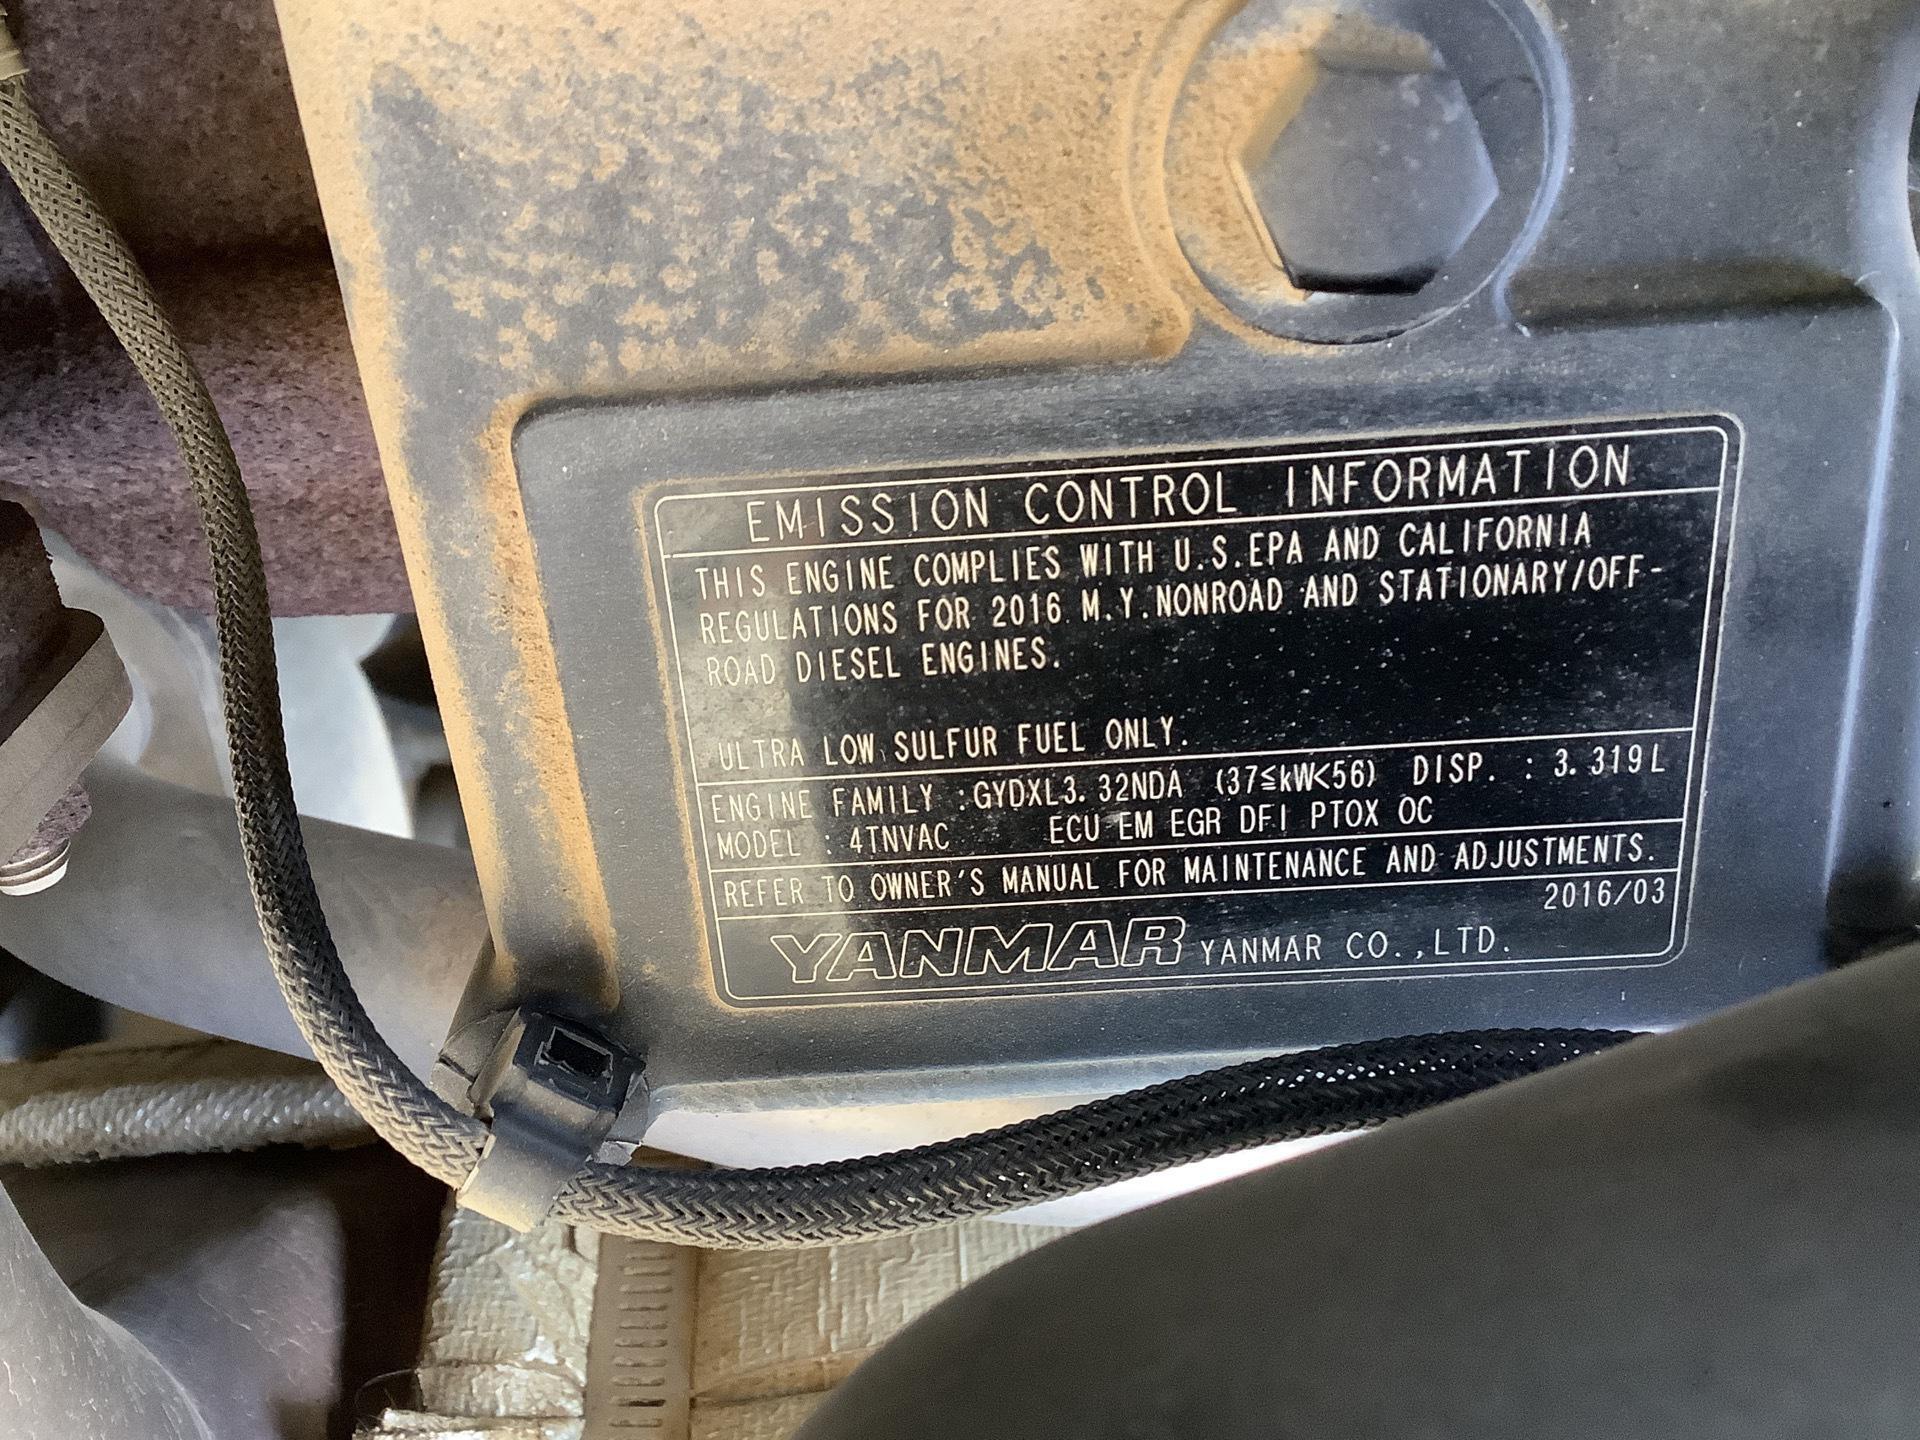 EMISSION CONTROL INFORMATION
THIS ENGINE COMPLIES WITH U.S.EPA AND CALIFORNIA
REGULATIONS FOR 2016 M.Y.NONROAD AND STATIONARY/OFF-
ROAD DIESEL ENGINES.
ULTRA LOW SULFUR FUEL ONLY.
ENGINE FAMILY :GYDXL3.32NDA (37≦kW<56) DISP. : 3.319L
MODEL : 4TNVAC ECU EM EGR DFI PTOX OC
REFER TO OWNER'S MANUAL FOR MAINTENANCE AND ADJUSTMENTS.
2016/03
YANMAR YANMAR CO.,LTD.